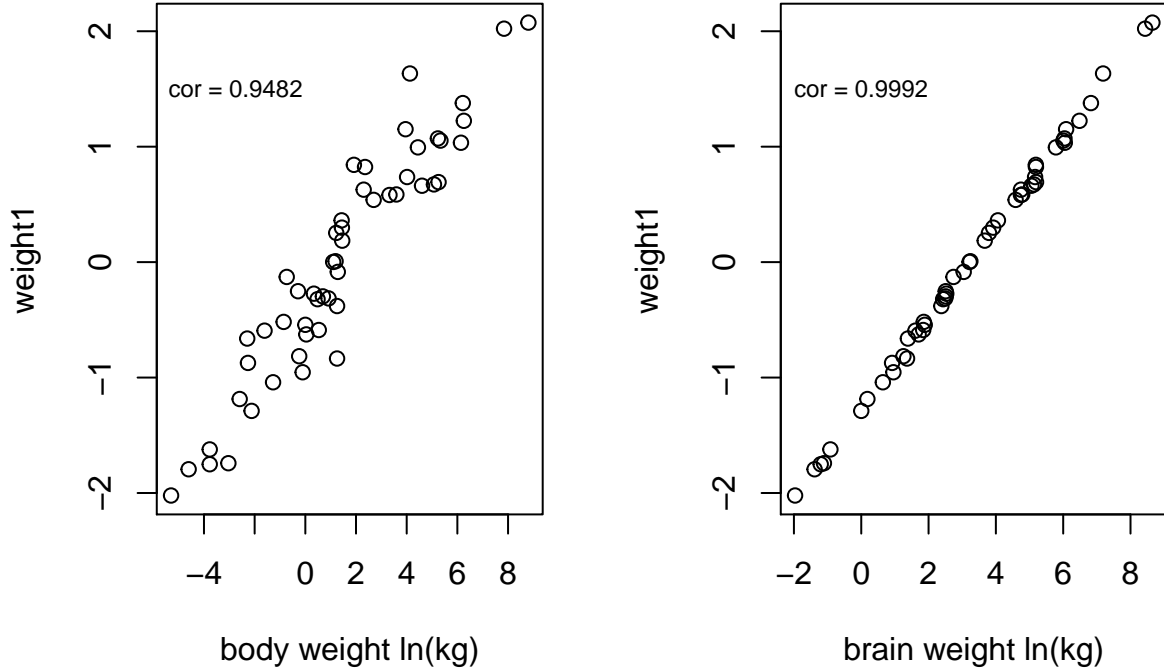 cor = 0.9482
weight1
2
1
0
−1
−2
−4 0 2 4 6 8
body weight ln(kg)
cor = 0.9992
weight1
2
1
0
−1
−2
−2 0 2 4 6 8
brain weight ln(kg)